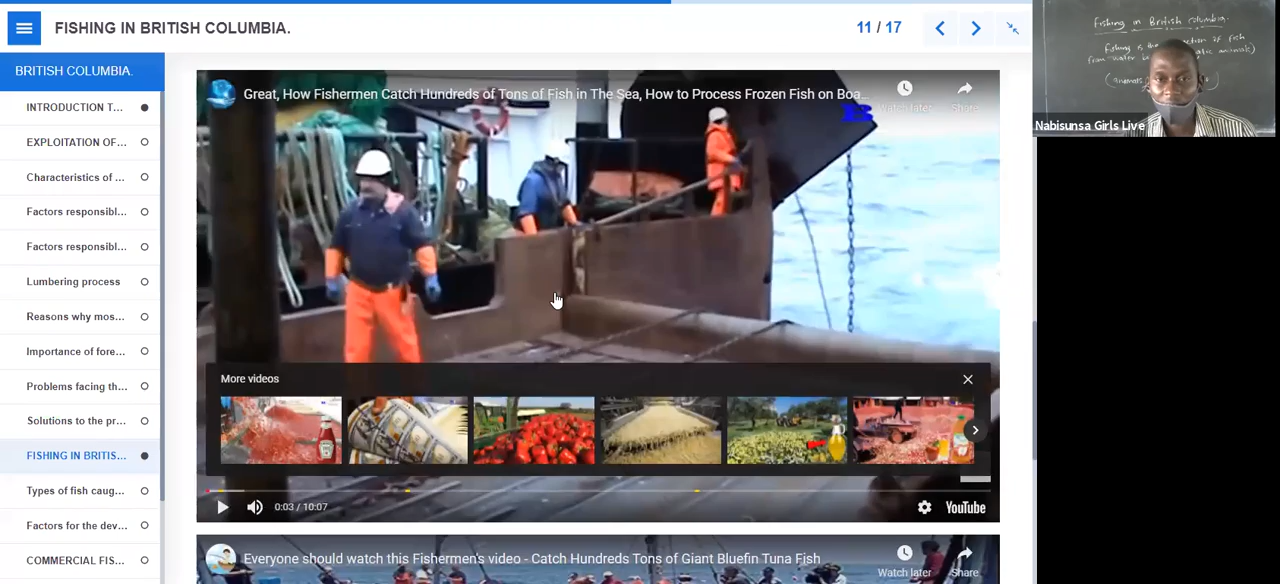 FISHING IN BRITISH COLUMBIA.
11 / 17
BRITISH COLUMBIA.
INTRODUCTION T...
EXPLOITATION OF...
Characteristics of ...
Factors responsibl...
Factors responsibl...
Lumbering process
Reasons why mos...
Importance of fore...
Problems facing th...
Solutions to the pr...
FISHING IN BRITIS...
Types of fish caug...
Factors for the dev...
COMMERCIAL FIS...
Great, How Fishermen Catch Hundreds of Tons of Fish in The Sea, How to Process Frozen Fish on Boa...
Watch later
Share
More videos
0:03 / 10:07
YouTube
Everyone should watch this Fishermen's video - Catch Hundreds Tons of Giant Bluefin Tuna Fish
Watch later
Share
Fishing in British columbia.
Fishing is the
of fish
from water
Nabisunsa Girls Live